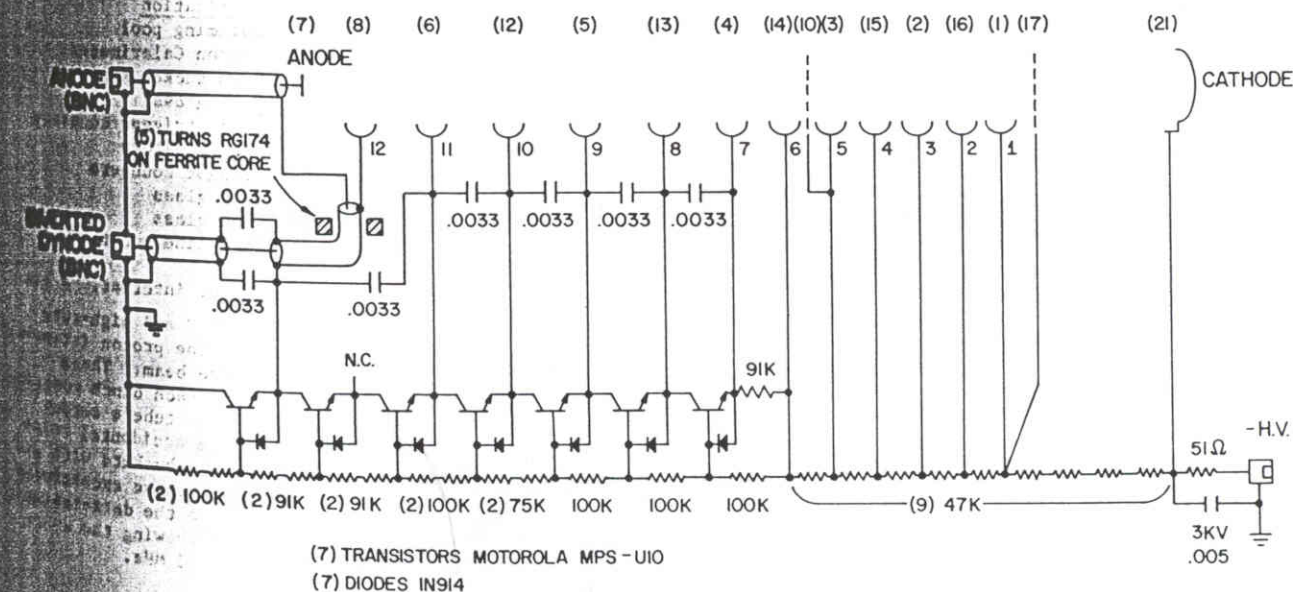 (7) (8) (6) (12) (5) (13) (4) (14)(10)(3) (15) (2) (16) (1) (17) (21)
ANODE
ANODE
(BNC)
CATHODE
(5) TURNS RG174
ON FERRITE CORE
12 11 10 9 8 7 6 5 4 3 2 1
.0033
.0033 .0033 .0033 .0033
INVERTED
DYNODE
(BNC)
.0033 .0033
N.C.
91K
-H.V.
51Ω
(2) 100K (2) 91K (2) 91K (2) 100K (2) 75K 100K 100K 100K (9) 47K
3KV
.005
(7) TRANSISTORS MOTOROLA MPS-U10
(7) DIODES IN914